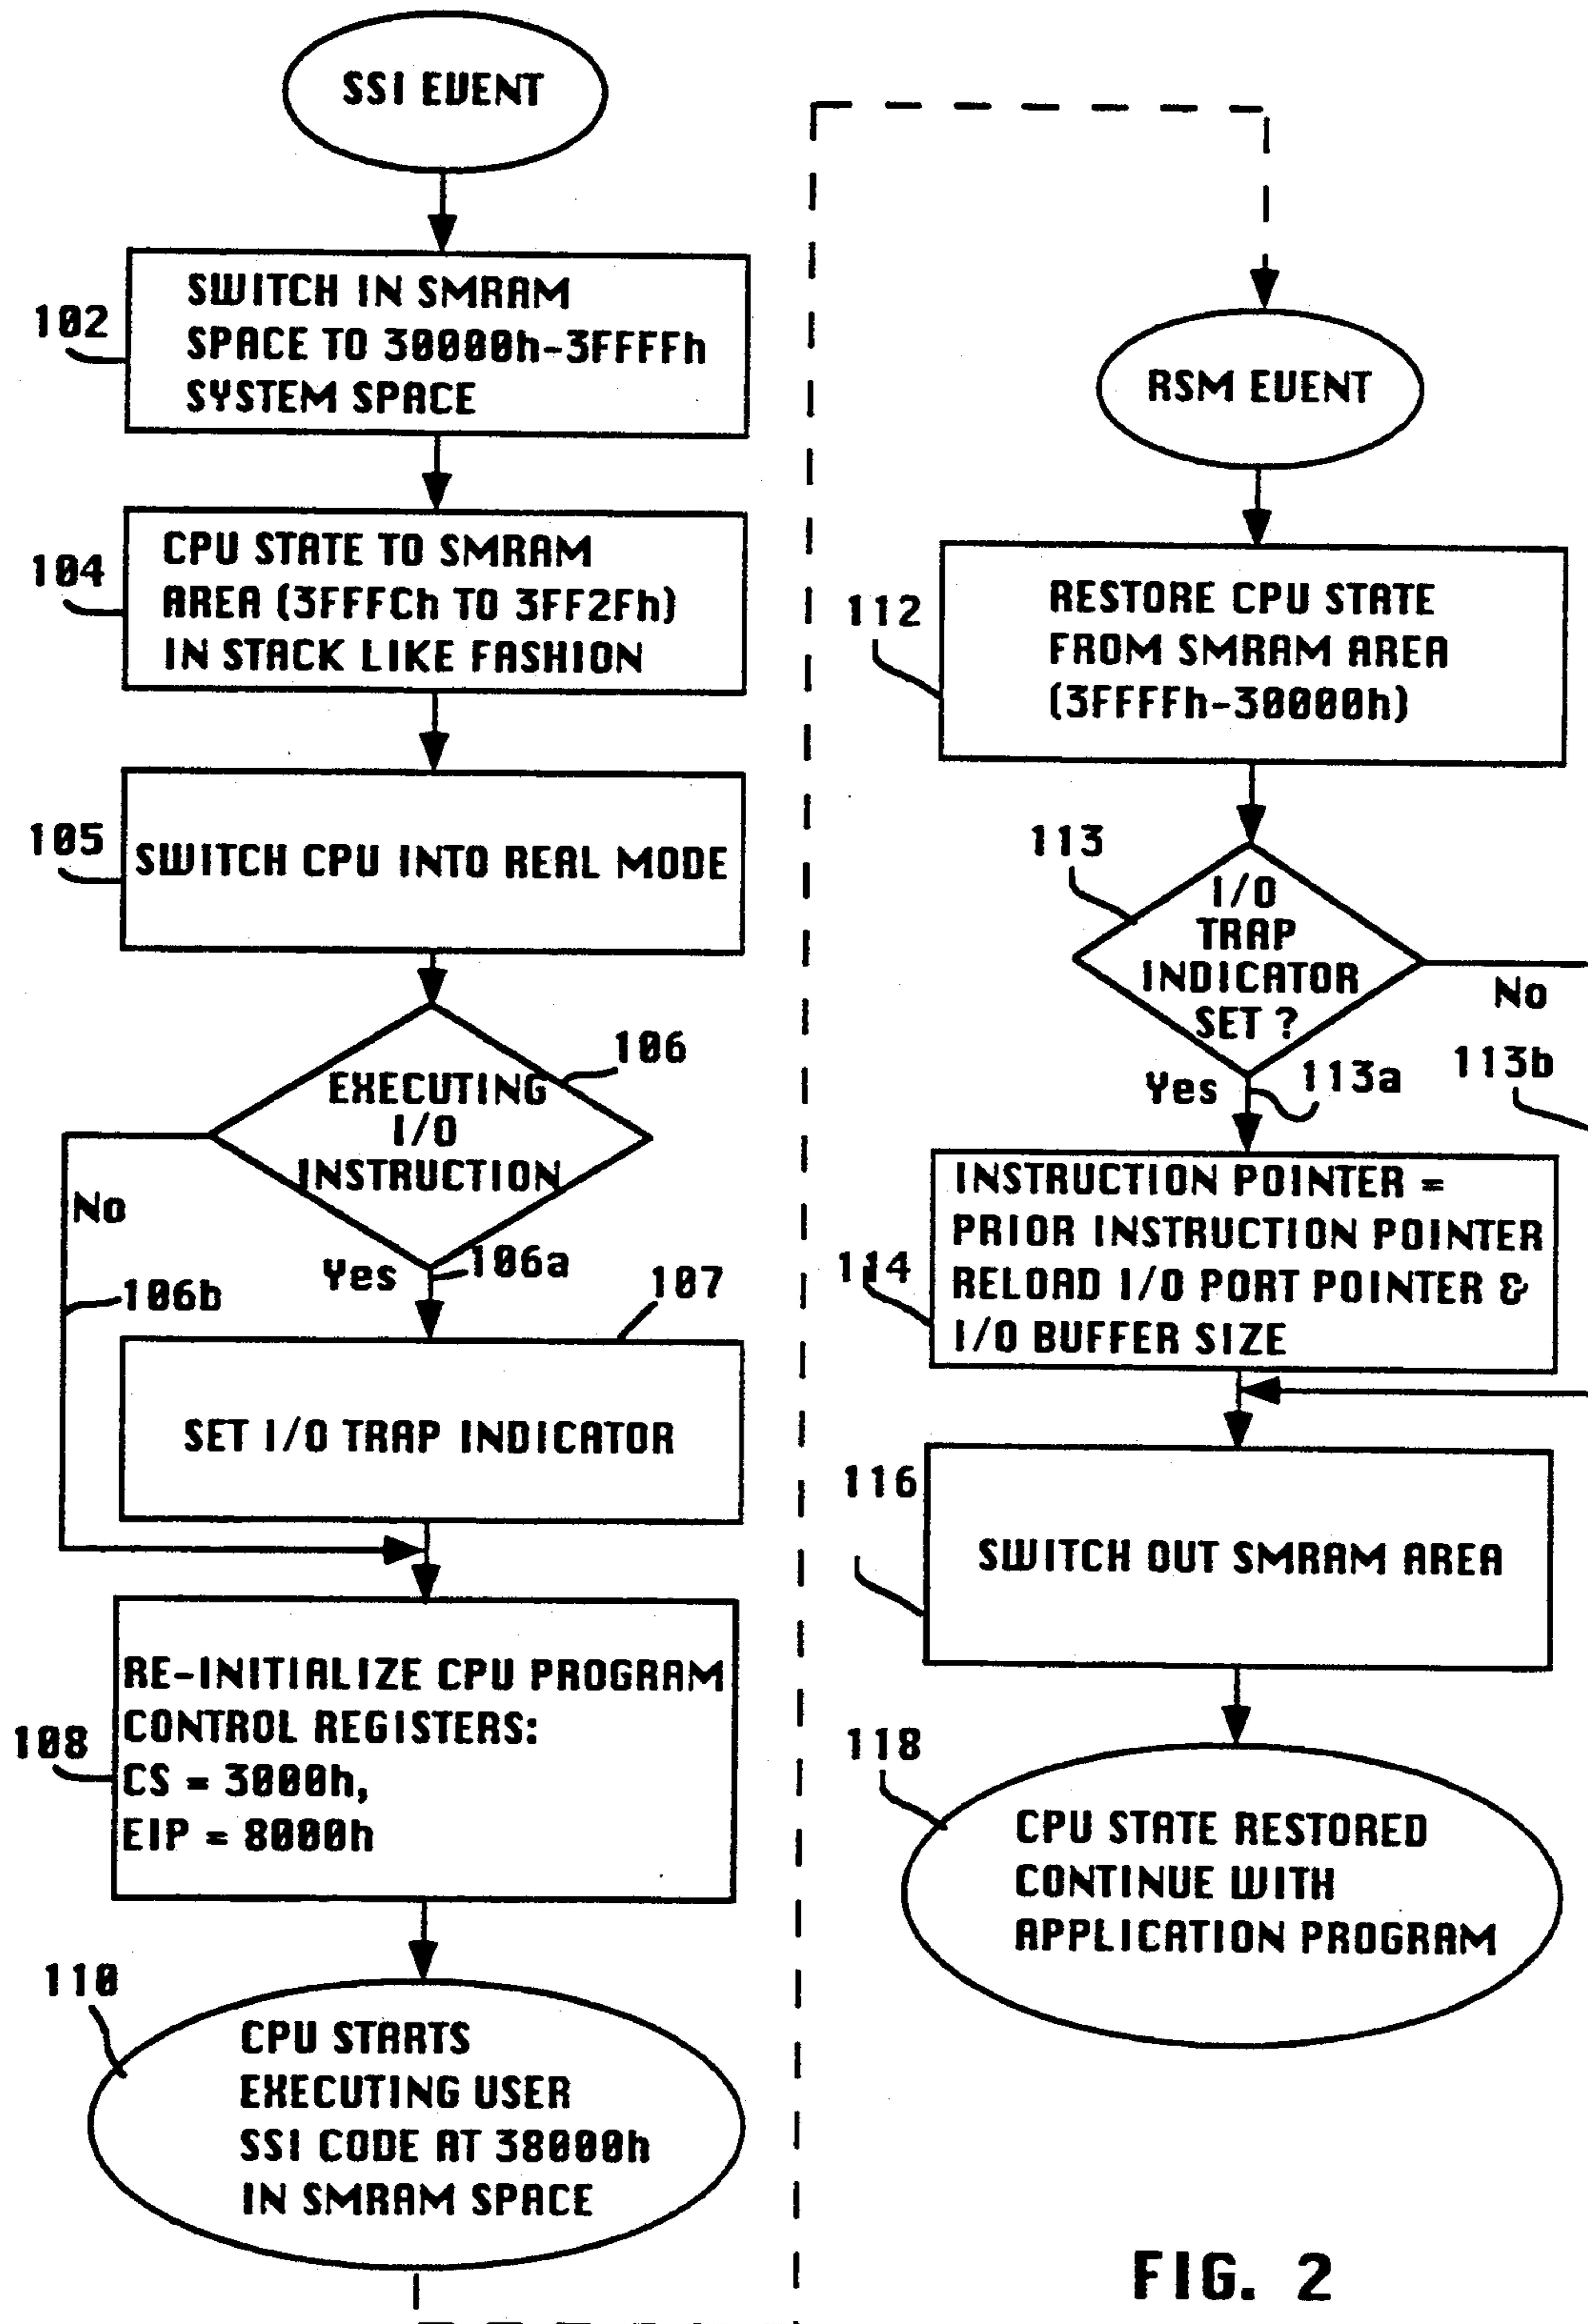 SSI EVENT
102
SWITCH IN SMRAM
SPACE TO 30000h-3FFFFh
SYSTEM SPACE
104
CPU STATE TO SMRAM
AREA (3FFFCh TO 3FF2Fh)
IN STACK LIKE FASHION
105
SWITCH CPU INTO REAL MODE
106
EXECUTING
I/O
INSTRUCTION
No
Yes
106a
106b
107
SET I/O TRAP INDICATOR
108
RE-INITIALIZE CPU PROGRAM
CONTROL REGISTERS:
CS = 3000h,
EIP = 8000h
110
CPU STARTS
EXECUTING USER
SSI CODE AT 38000h
IN SMRAM SPACE
RSM EVENT
112
RESTORE CPU STATE
FROM SMRAM AREA
(3FFFFh-30000h)
113
I/O
TRAP
INDICATOR
SET ?
No
Yes
113a
113b
114
INSTRUCTION POINTER =
PRIOR INSTRUCTION POINTER
RELOAD I/O PORT POINTER &
I/O BUFFER SIZE
116
SWITCH OUT SMRAM AREA
118
CPU STATE RESTORED
CONTINUE WITH
APPLICATION PROGRAM
FIG. 2